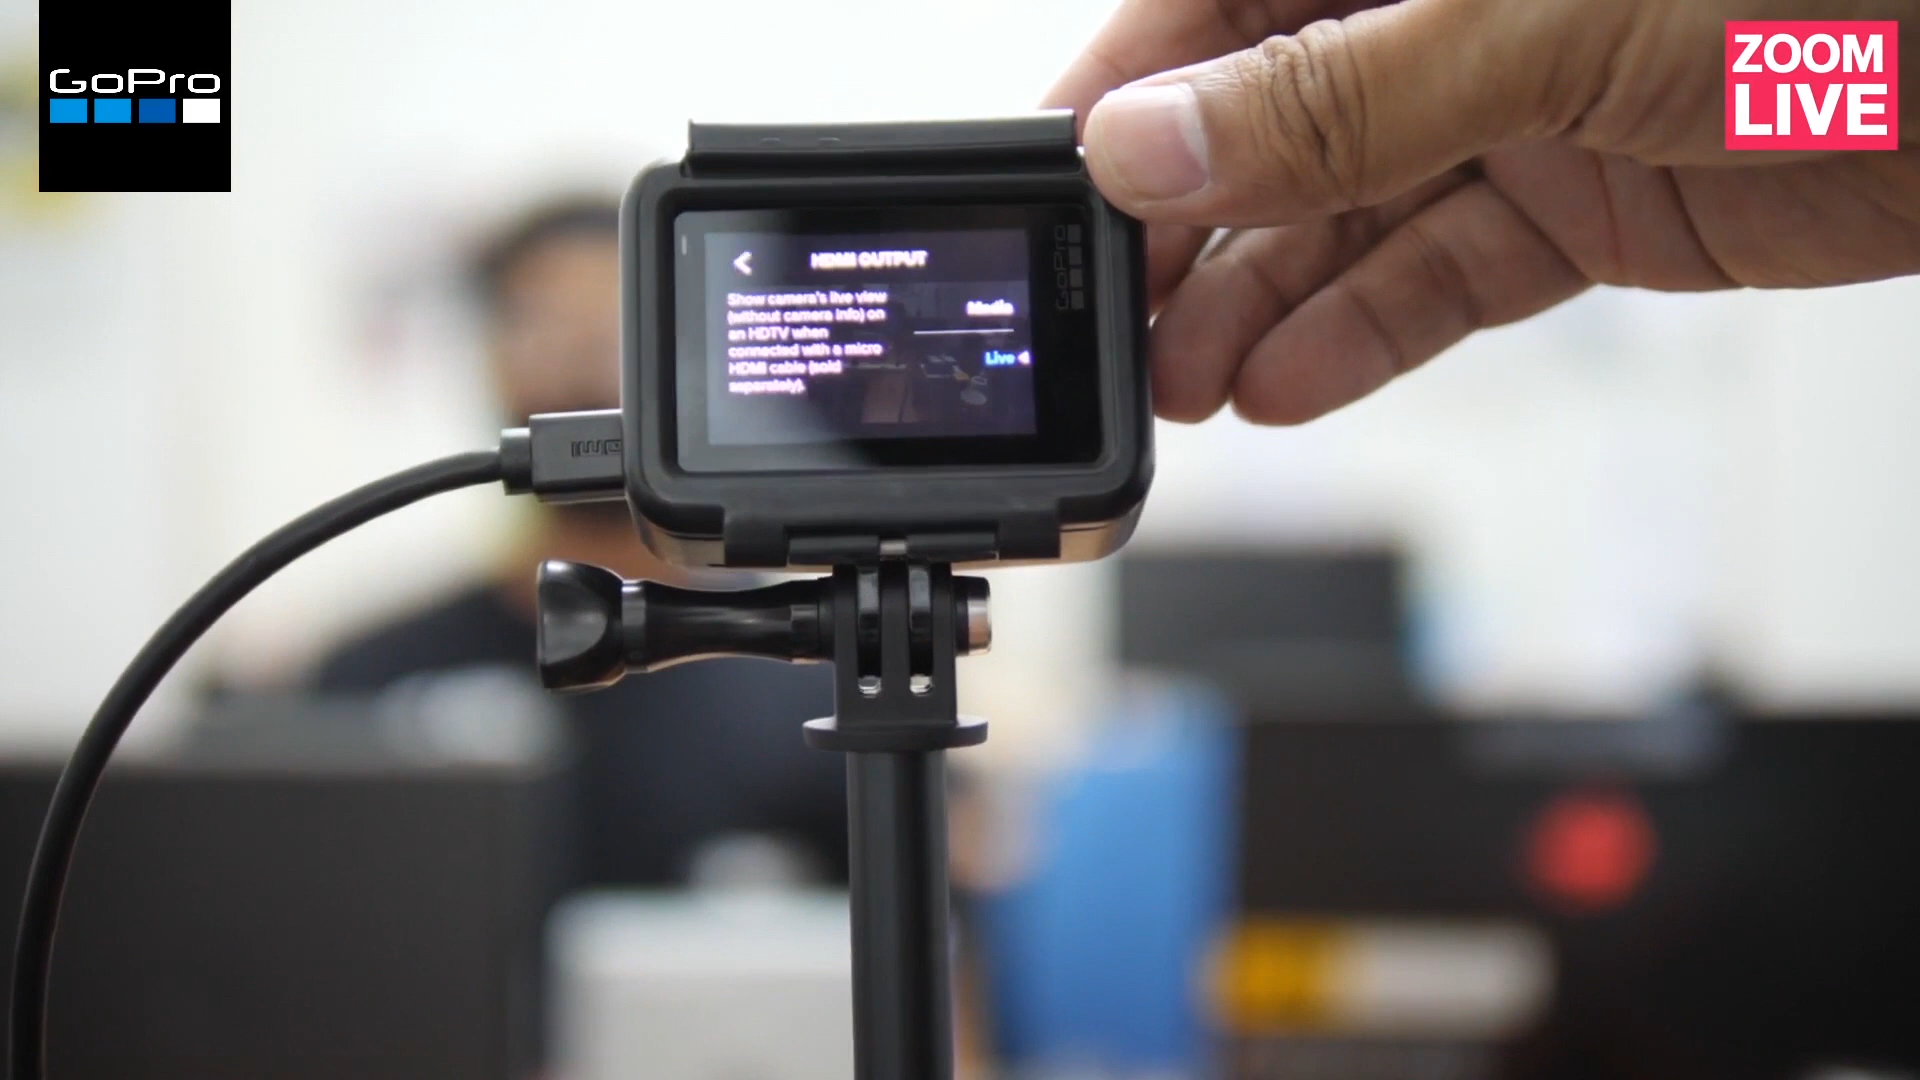 GoPro
ZOOM
LIVE
HDMI OUTPUT
Show camera's live view
(without camera info) on
an HDTV when
connected with a micro
HDMI cable (sold
separately).
Media
Live
GoPro